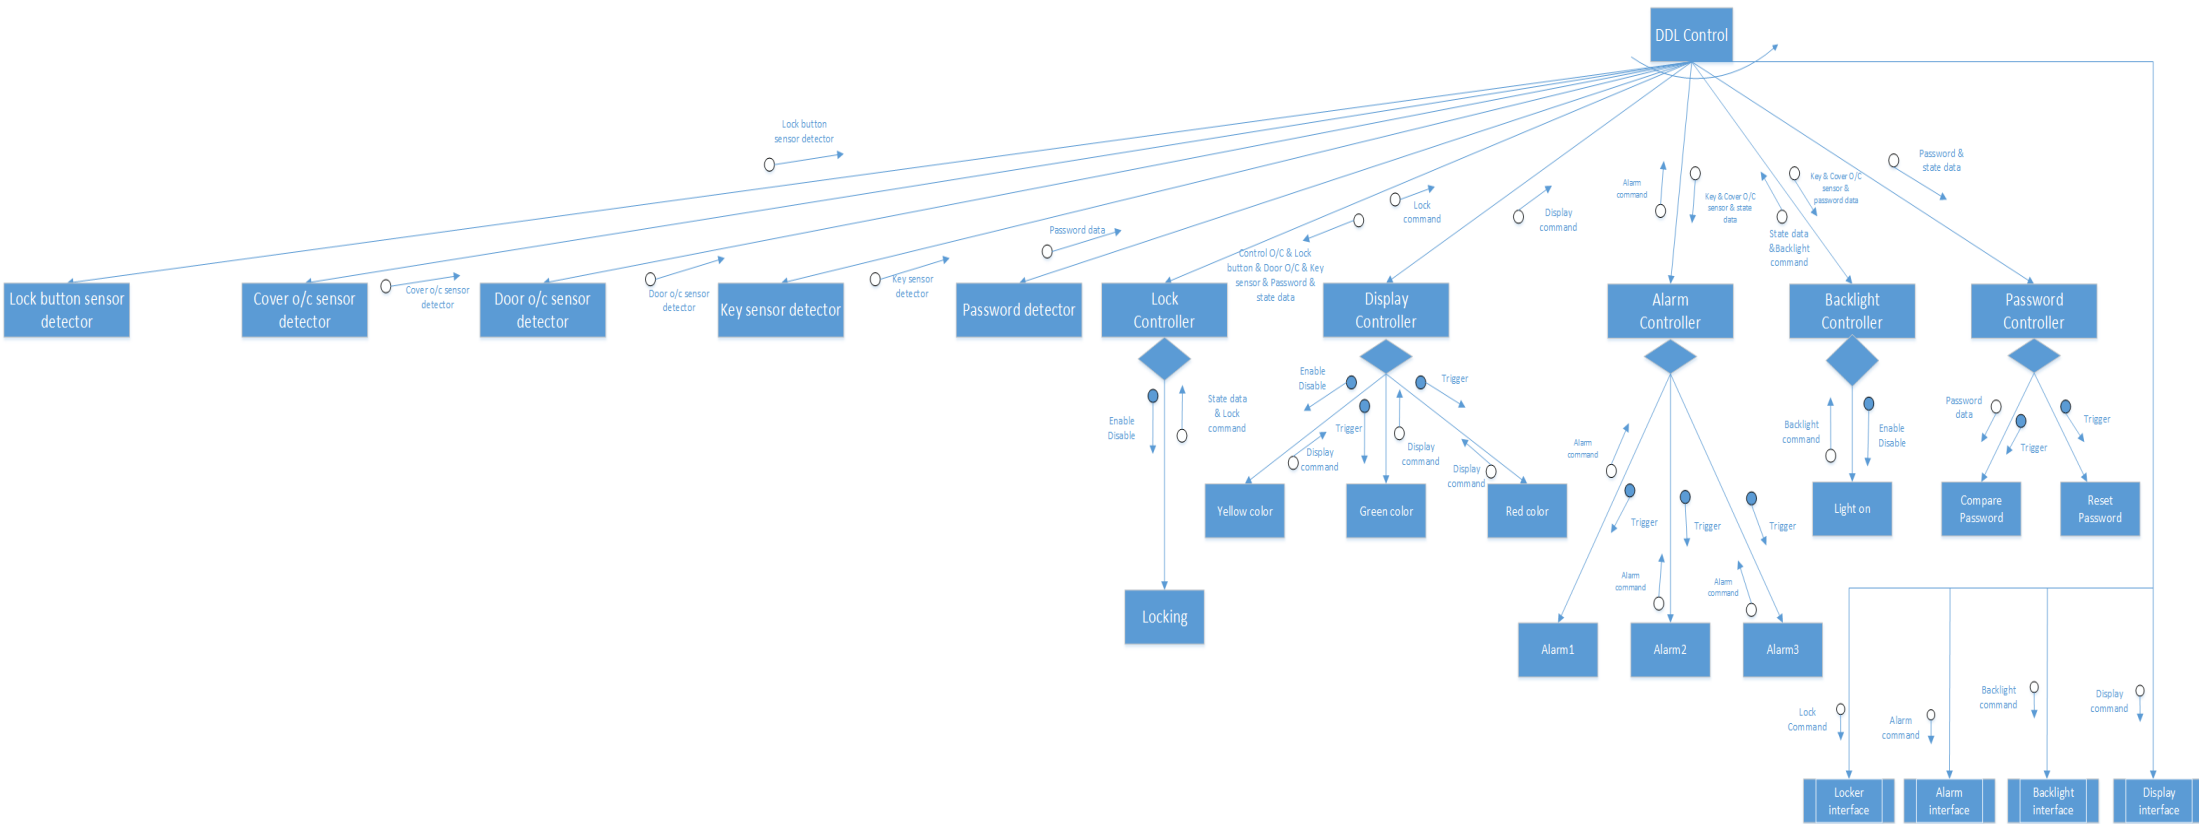 DDL Control
Lock button
sensor detector
Password &
state data
Key & Cover O/C
sensor &
password data
Alarm
command
Key & Cover O/C
sensor & state
data
Lock
command
Display
command
State data
&Backlight
command
Password data
Control O/C & Lock
button & Door O/C & Key
sensor & Password &
state data
Cover o/c sensor
detector
Door o/c sensor
detector
Key sensor
detector
Lock button sensor
detector
Cover o/c sensor
detector
Door o/c sensor
detector
Key sensor detector
Password detector
Lock
Controller
Display
Controller
Alarm
Controller
Backlight
Controller
Password
Controller
Enable
Disable
State data
& Lock
command
Enable
Disable
Trigger
Trigger
Display
command
Display
command
Display
command
Alarm
command
Trigger
Trigger
Trigger
Backlight
command
Enable
Disable
Password
data
Trigger
Trigger
Yellow color
Green color
Red color
Light on
Compare
Password
Reset
Password
Alarm
command
Alarm
command
Locking
Alarm1
Alarm2
Alarm3
Lock
Command
Alarm
command
Backlight
command
Display
command
Locker
interface
Alarm
interface
Backlight
interface
Display
interface